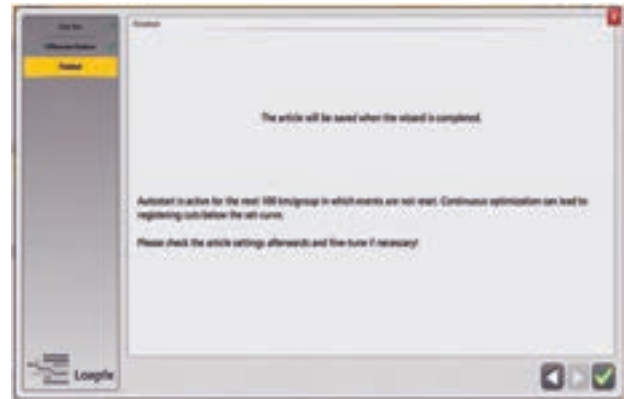 Finished
Finished
The article will be saved when the wizard is completed.
Autostart is active for the next 100 km/group in which events are not reset. Continuous optimization can lead to
registering cuts below the set curve.
Please check the article settings afterwards and fine-tune if necessary!
Loepfe